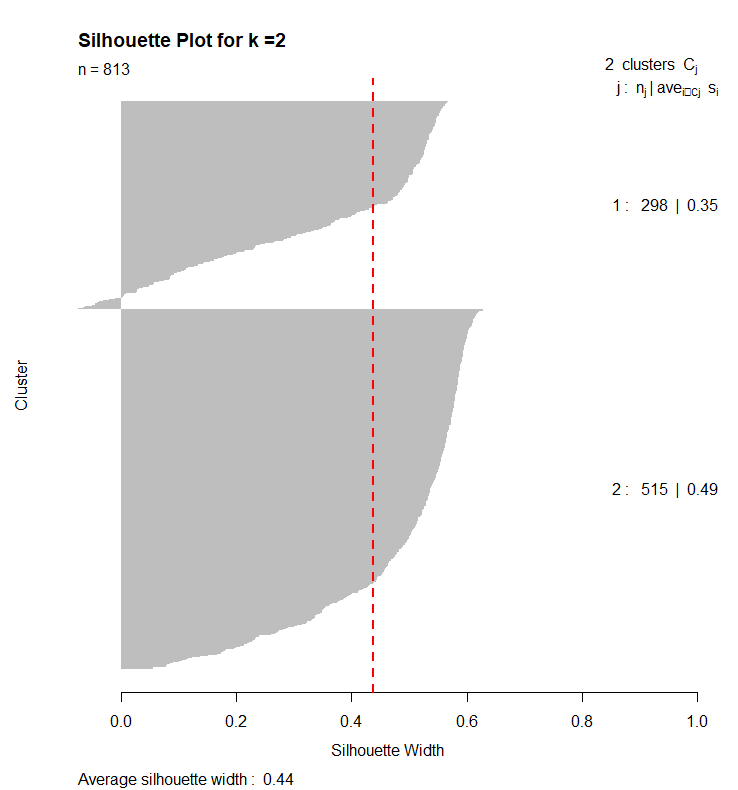 Silhouette Plot for k =2
n = 813
2 clusters Cj
j : nj | avei□Cj si
1 : 298 | 0.35
Cluster
2 : 515 | 0.49
0.0 0.2 0.4 0.6 0.8 1.0
Silhouette Width
Average silhouette width : 0.44